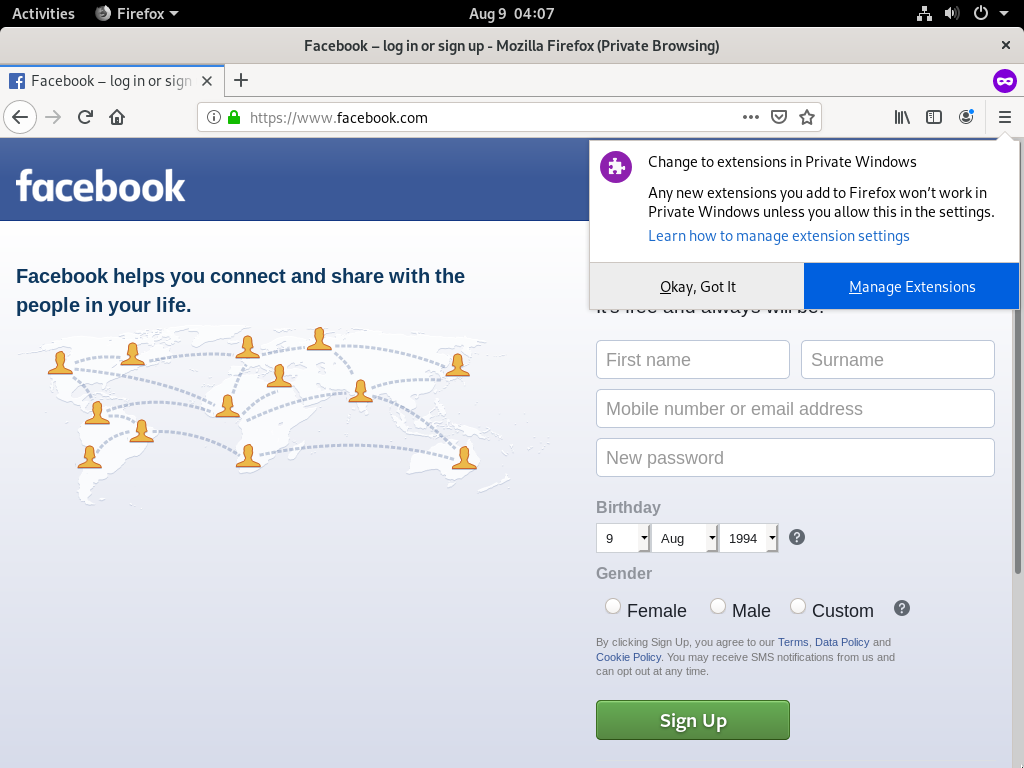 Activities
Firefox
Aug 9 04:07
Facebook – log in or sign up - Mozilla Firefox (Private Browsing)
Facebook – log in or sign
https://www.facebook.com
facebook
Change to extensions in Private Windows
Any new extensions you add to Firefox won’t work in
Private Windows unless you allow this in the settings.
Learn how to manage extension settings
Okay, Got It
Manage Extensions
Facebook helps you connect and share with the
people in your life.
It's free and always will be.
First name
Surname
Mobile number or email address
New password
Birthday
9
Aug
1994
?
Gender
Female
Male
Custom
?
By clicking Sign Up, you agree to our Terms, Data Policy and
Cookie Policy. You may receive SMS notifications from us and
can opt out at any time.
Sign Up